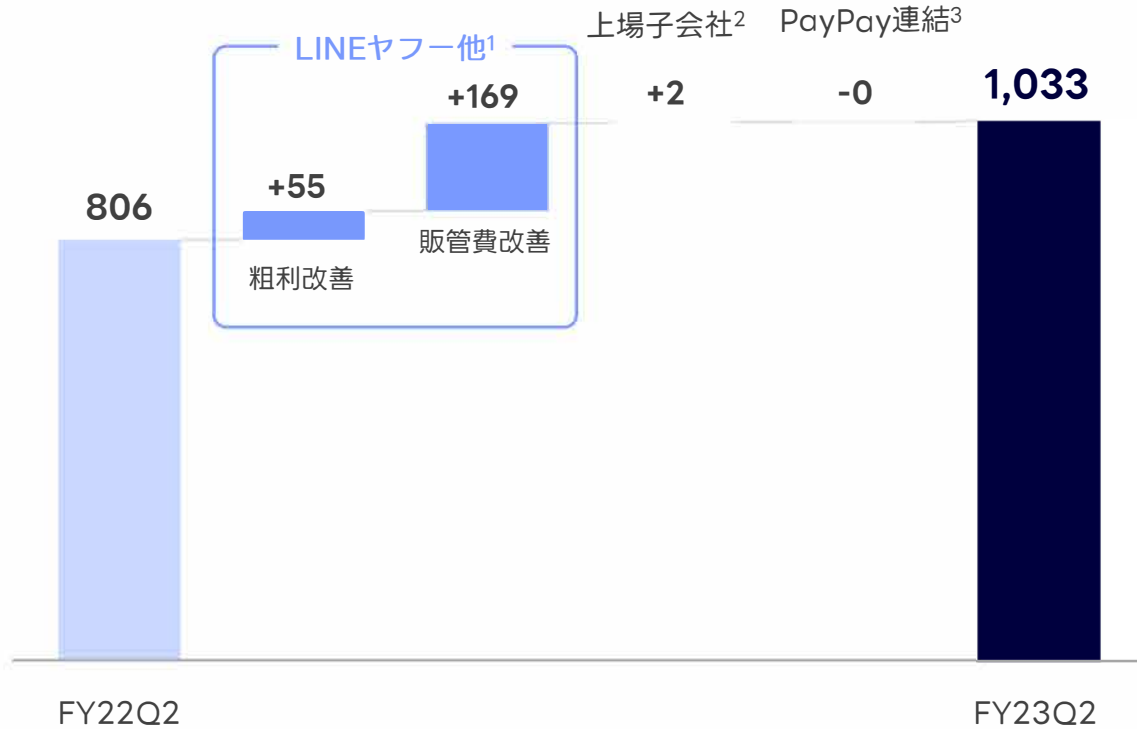 上場子会社2 PayPay連結3
LINEヤフー他1
+169 +2 -0 1,033
+55
806
販管費改善
粗利改善
FY22Q2 FY23Q2